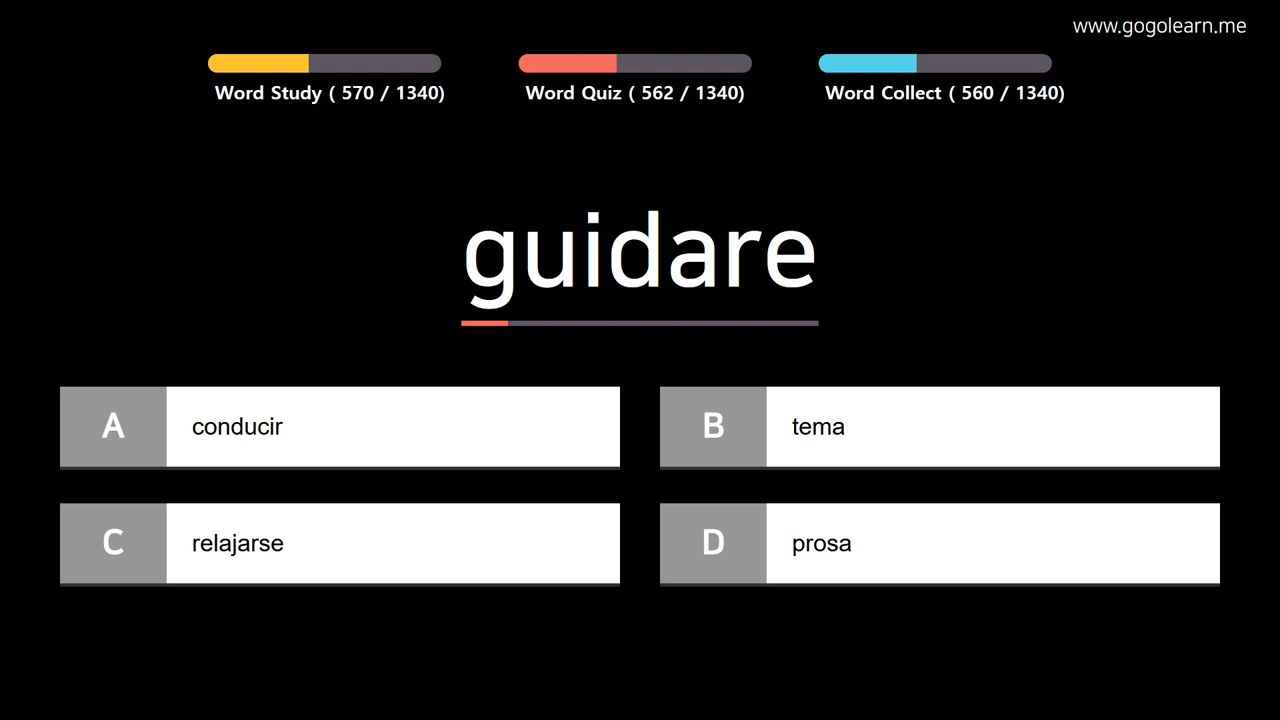 www.gogolearn.me
Word Study ( 570 / 1340)
Word Quiz ( 562 / 1340)
Word Collect ( 560 / 1340)
guidare
A conducir
B tema
C relajarse
D prosa